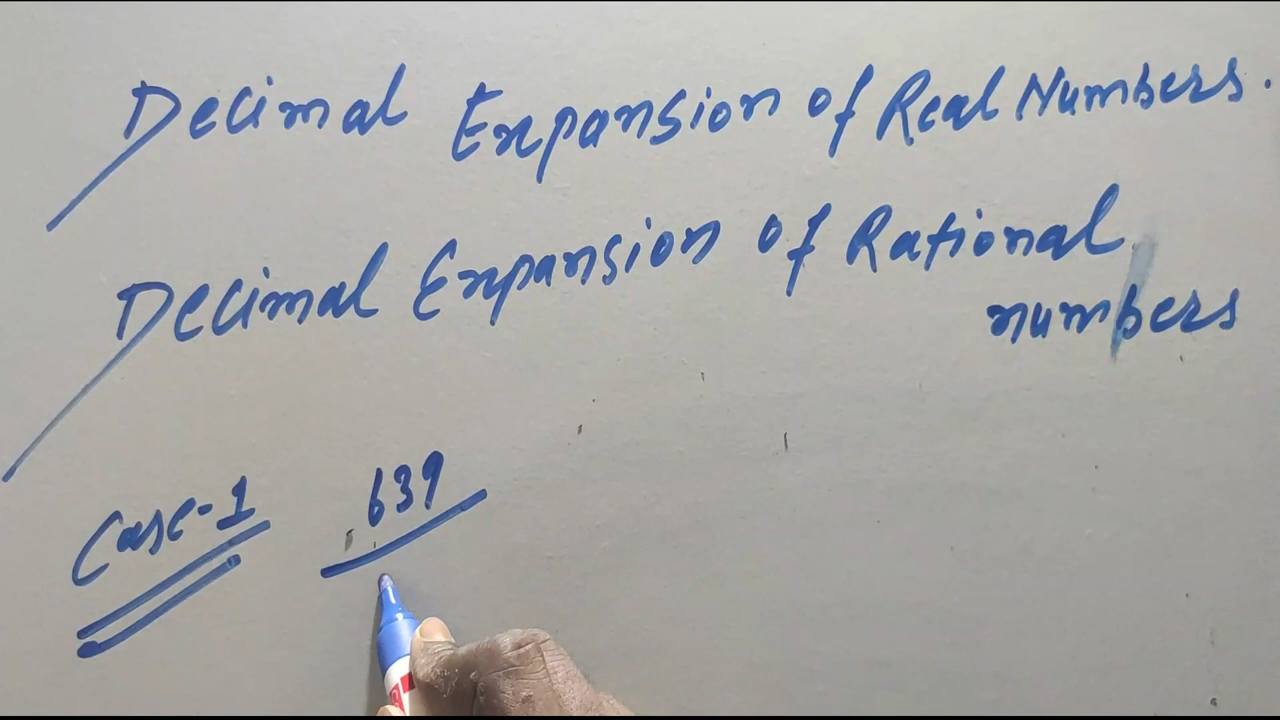 Decimal Expansion of Real Numbers.
Decimal Expansion of Rational
numbers
Case-1 639